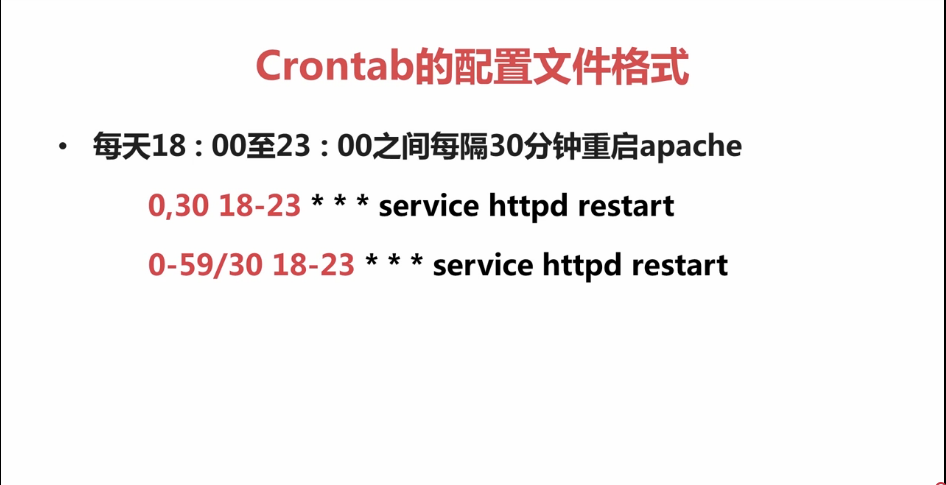 Crontab的配置文件格式
• 每天18：00至23：00之间每隔30分钟重启apache
0,30 18-23 * * * service httpd restart
0-59/30 18-23 * * * service httpd restart